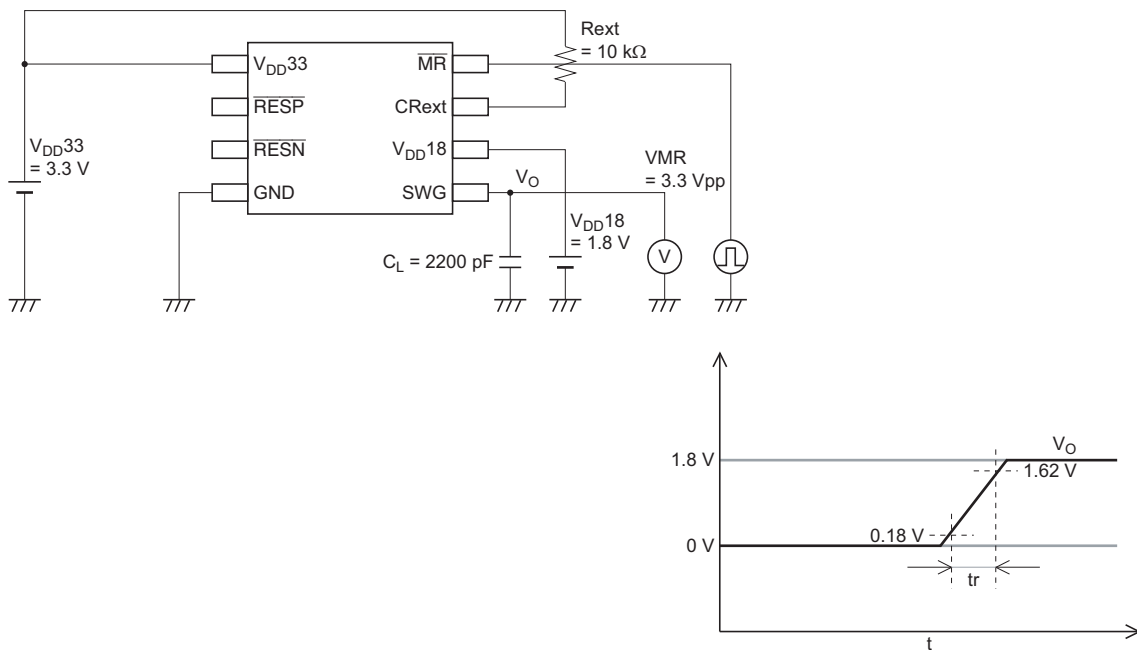 Rext
= 10 kΩ
VDD33
MR
RESP
CRext
RESN
VDD18
GND
SWG
VDD33
= 3.3 V
VO
VMR
= 3.3 Vpp
VDD18
= 1.8 V
CL = 2200 pF
V
1.8 V
VO
1.62 V
0.18 V
0 V
tr
t